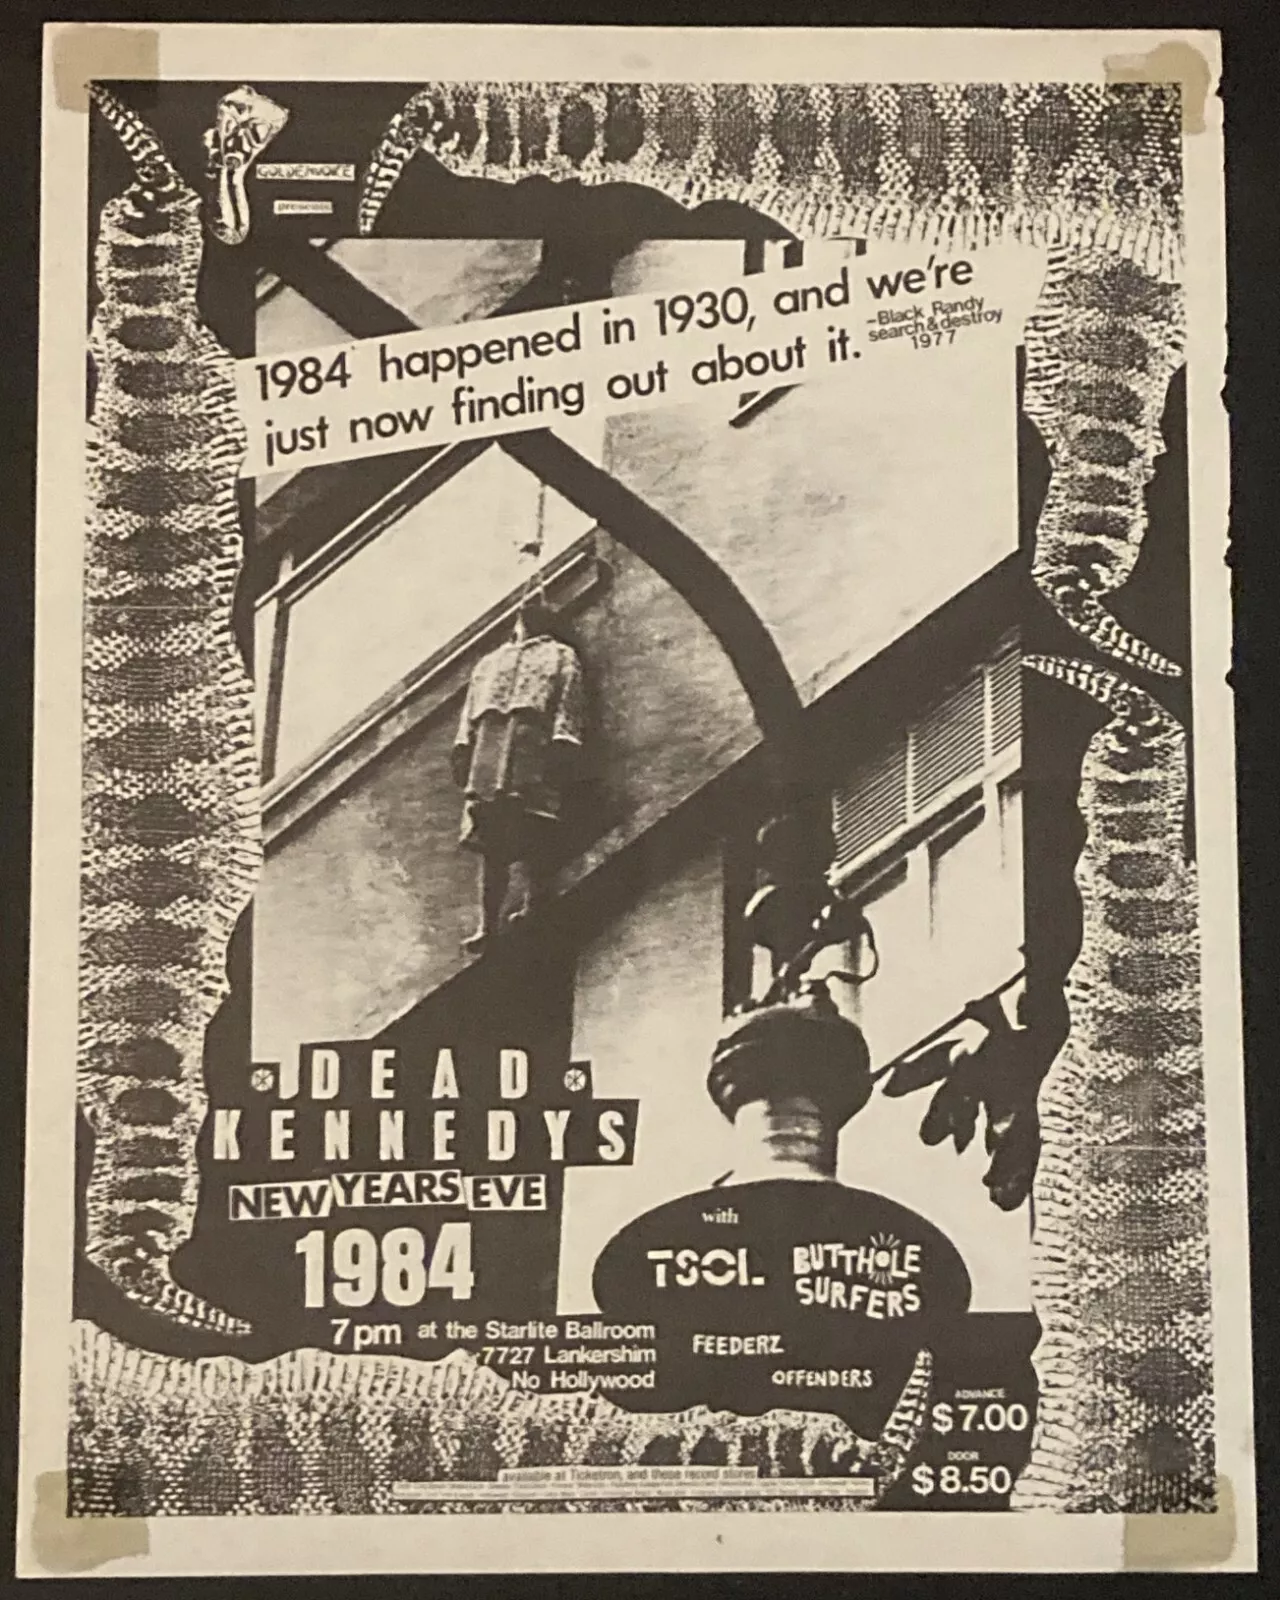 GOLDENVOICE
presents
1984 happened in 1930, and we're
just now finding out about it.
-Black Randy
search & destroy
1977
DEAD
KENNEDYS
NEW YEARS EVE
1984
7pm at the Starlite Ballroom
7727 Lankershim
No Hollywood
with
TSOL
BUTTHOLE
SURFERS
FEEDERZ
OFFENDERS
ADVANCE
$7.00
DOOR
$8.50
available at Ticketron, and these record stores